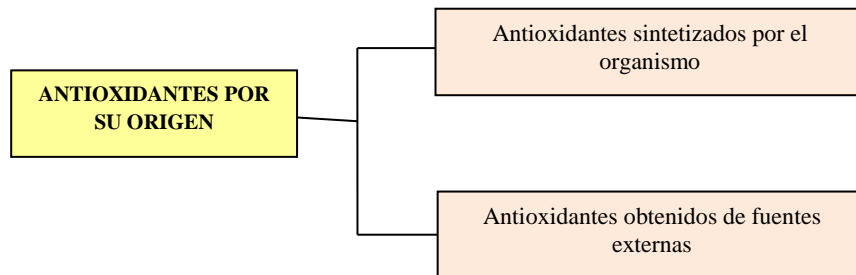 ANTIOXIDANTES POR
SU ORIGEN
Antioxidantes sintetizados por el
organismo
Antioxidantes obtenidos de fuentes
externas